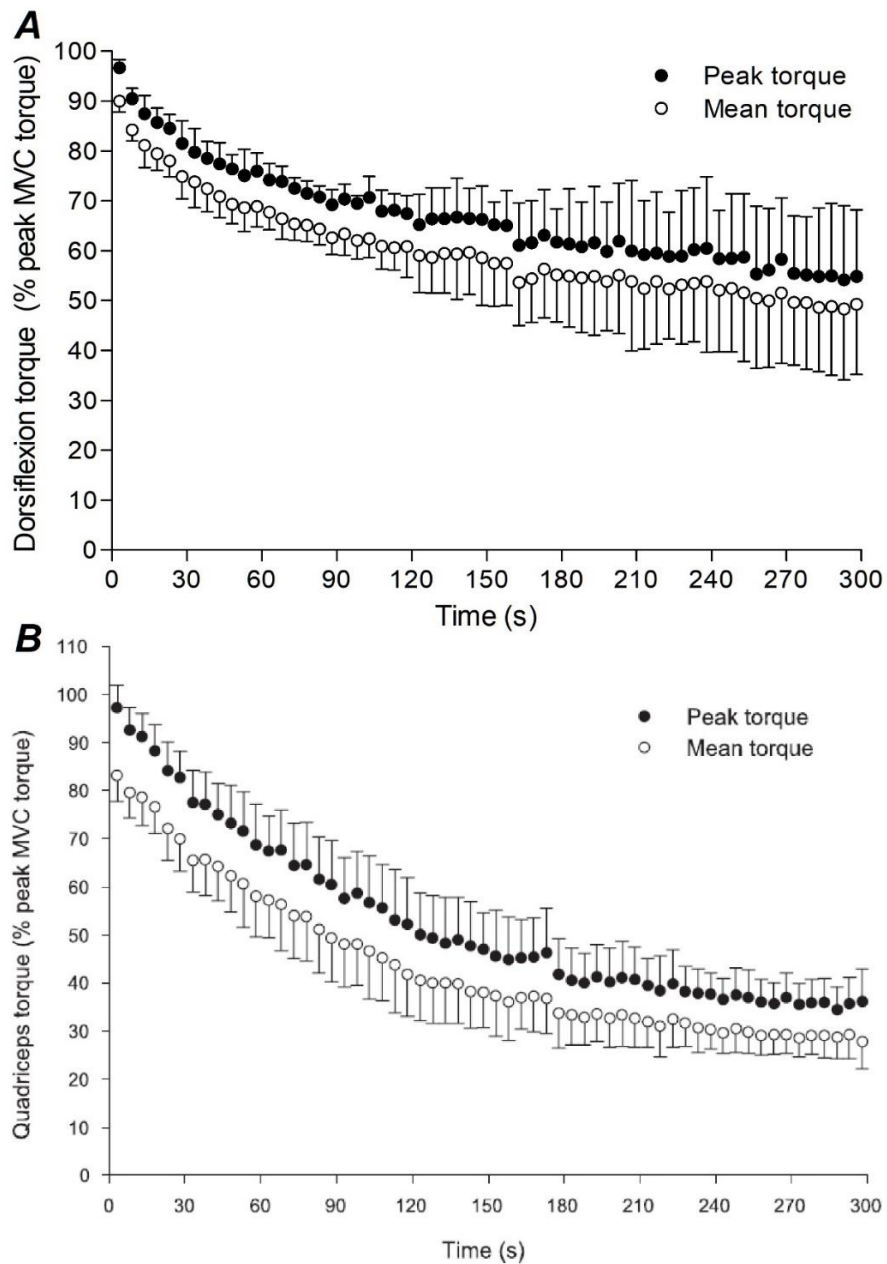 A
Dorsiflexion torque (% peak MVC torque)
100
90
80
70
60
50
40
30
20
10
0
Peak torque
Mean torque
0 30 60 90 120 150 180 210 240 270 300
Time (s)
B
Quadriceps torque (% peak MVC torque)
110
100
90
80
70
60
50
40
30
20
10
0
Peak torque
Mean torque
0 30 60 90 120 150 180 210 240 270 300
Time (s)